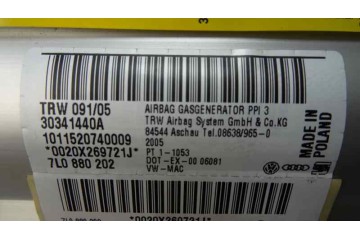 TRW 091/05
30341440A
1011520740009
*0020X269721J*
7L0 880 202
AIRBAG GASGENERATOR PPI 3
TRW Airbag System GmbH & Co.KG
84544 Aschau Tel.08638/965-0
2005
PT 1-1053
DOT-EX-00 06081
VW-MAC
MADE IN
POLAND
*0020X269721J*